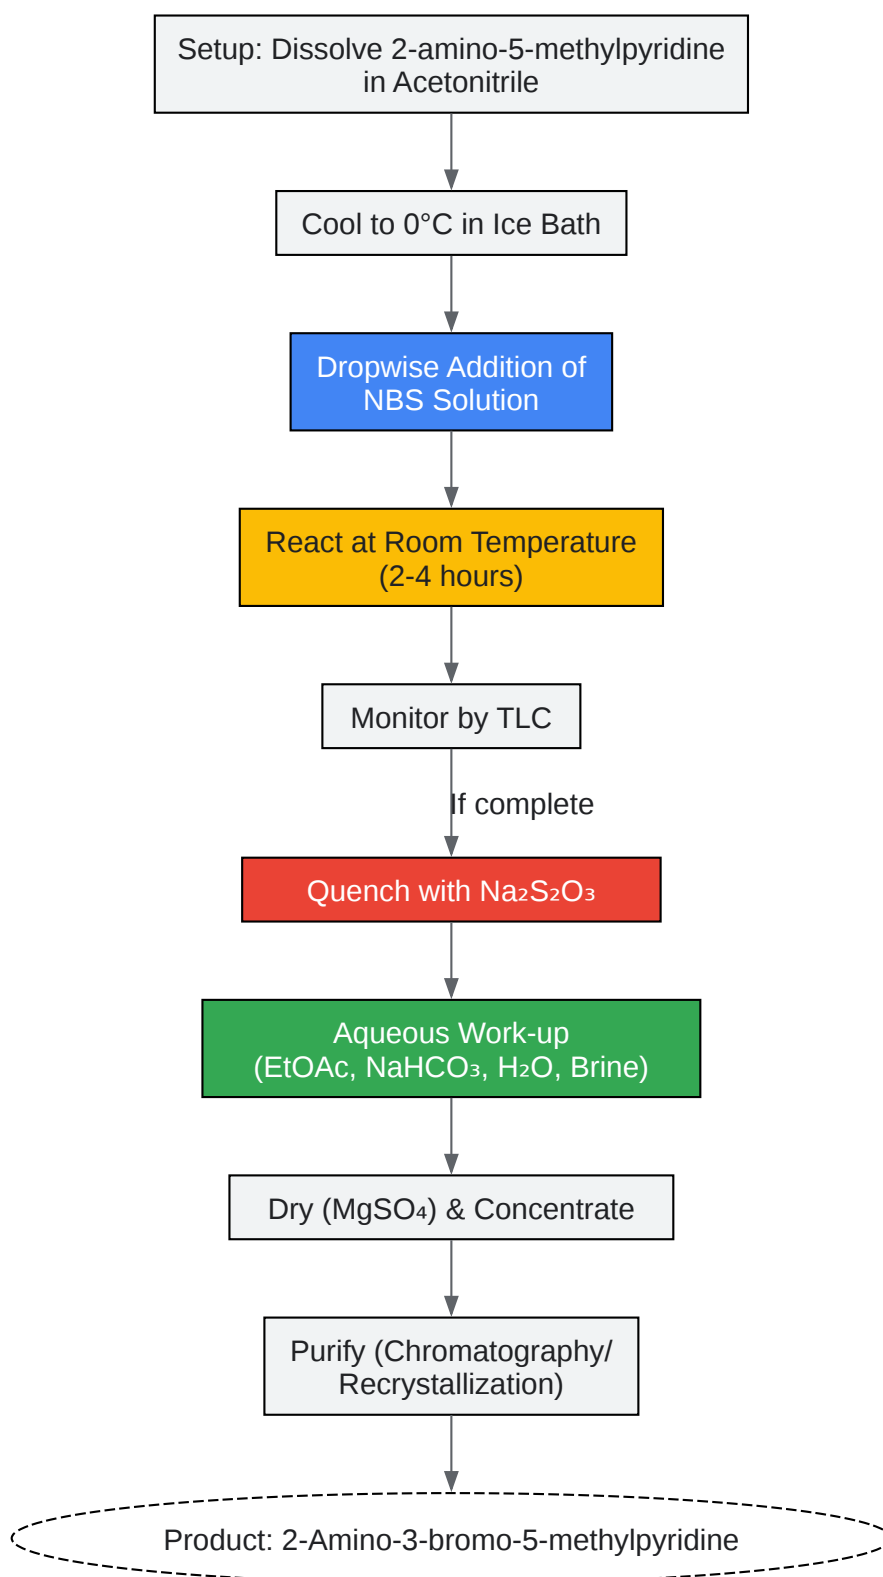 Setup: Dissolve 2-amino-5-methylpyridine
in Acetonitrile
Cool to 0°C in Ice Bath
Dropwise Addition of
NBS Solution
React at Room Temperature
(2-4 hours)
Monitor by TLC
If complete
Quench with Na₂S₂O₃
Aqueous Work-up
(EtOAc, NaHCO₃, H₂O, Brine)
Dry (MgSO₄) & Concentrate
Purify (Chromatography/
Recrystallization)
Product: 2-Amino-3-bromo-5-methylpyridine